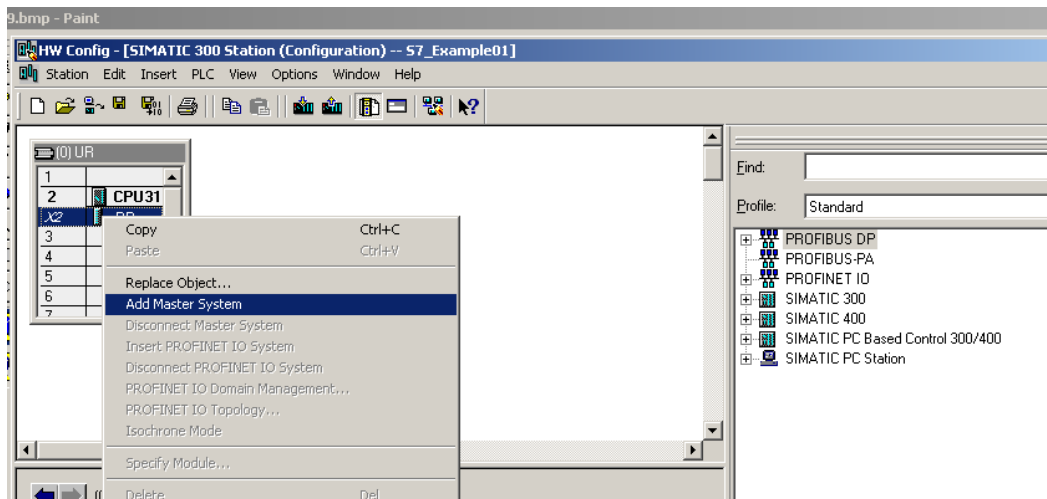 9.bmp - Paint
HW Config - [SIMATIC 300 Station (Configuration) -- S7_Example01]
Station Edit Insert PLC View Options Window Help
(0) UR
1
2 CPU31
X2
3
4
5
6
7
Copy Ctrl+C
Paste Ctrl+V
Replace Object...
Add Master System
Disconnect Master System
Insert PROFINET IO System
Disconnect PROFINET IO System
PROFINET IO Domain Management...
PROFINET IO Topology...
Isochrone Mode
Specify Module...
Delete Del
Find:
Profile: Standard
PROFIBUS DP
PROFIBUS-PA
PROFINET IO
SIMATIC 300
SIMATIC 400
SIMATIC PC Based Control 300/400
SIMATIC PC Station